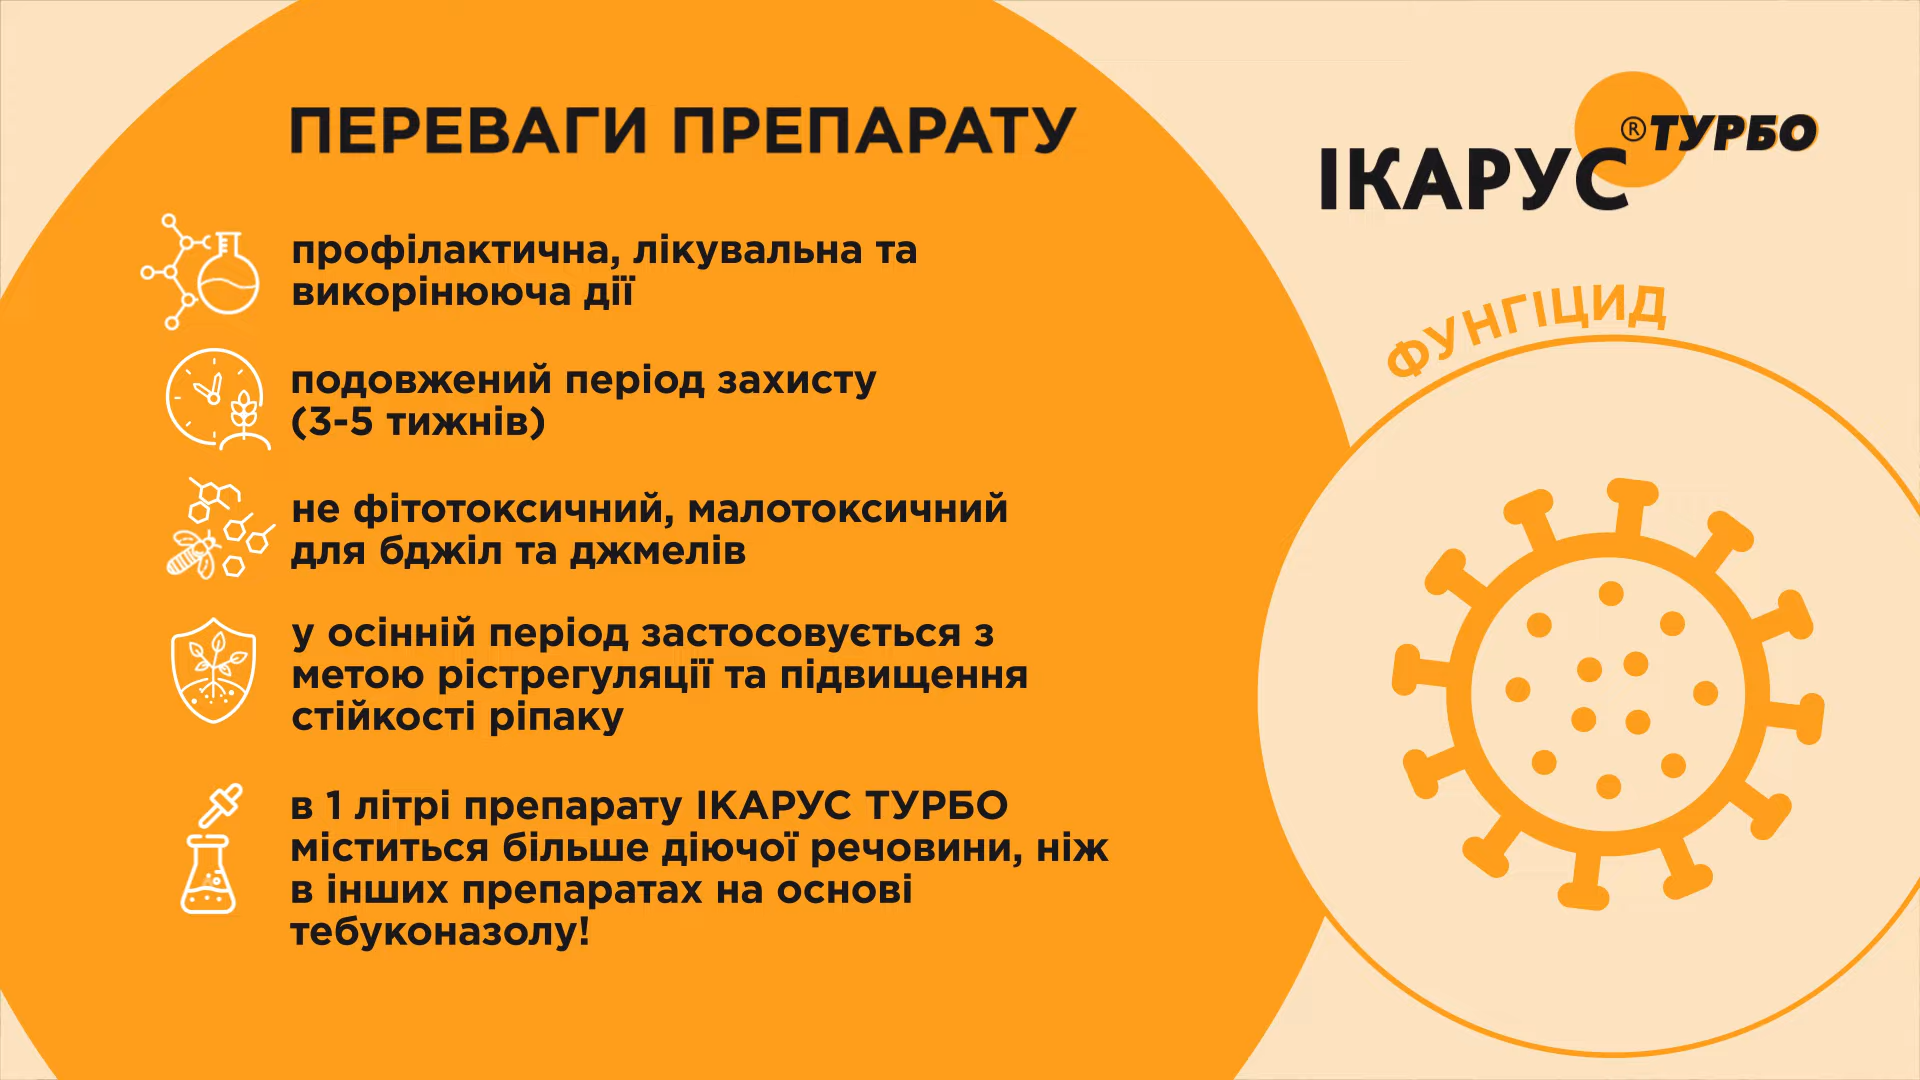 ПЕРЕВАГИ ПРЕПАРАТУ
профілактична, лікувальна та
викорінююча дії
подовжений період захисту
(3-5 тижнів)
не фітотоксичний, малотоксичний
для бджіл та джмелів
у осінній період застосовується з
метою рістрегуляції та підвищення
стійкості ріпаку
в 1 літрі препарату ІКАРУС ТУРБО
міститься більше діючої речовини, ніж
в інших препаратах на основі
тебуконазолу!
ІКАРУС ®ТУРБО
ФУНГІЦИД